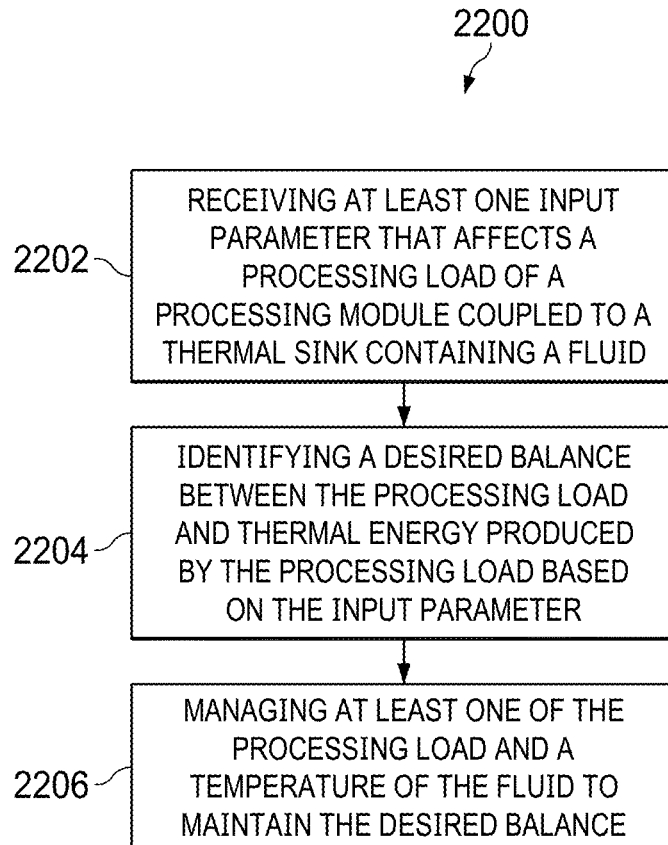 2200
2202
RECEIVING AT LEAST ONE INPUT
PARAMETER THAT AFFECTS A
PROCESSING LOAD OF A
PROCESSING MODULE COUPLED TO A
THERMAL SINK CONTAINING A FLUID
2204
IDENTIFYING A DESIRED BALANCE
BETWEEN THE PROCESSING LOAD
AND THERMAL ENERGY PRODUCED
BY THE PROCESSING LOAD BASED
ON THE INPUT PARAMETER
2206
MANAGING AT LEAST ONE OF THE
PROCESSING LOAD AND A
TEMPERATURE OF THE FLUID TO
MAINTAIN THE DESIRED BALANCE